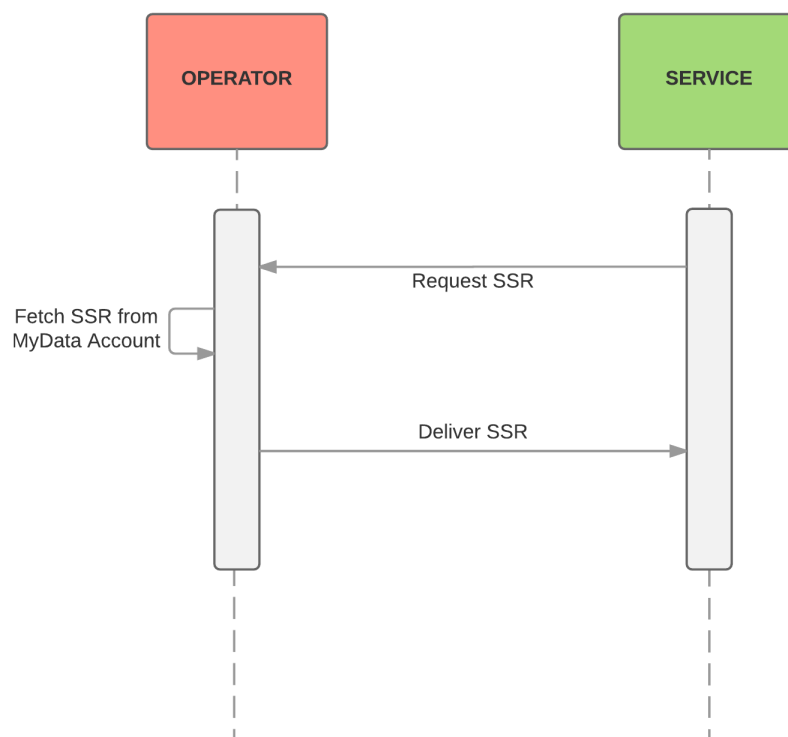 OPERATOR
SERVICE
Request SSR
Fetch SSR from
MyData Account
Deliver SSR